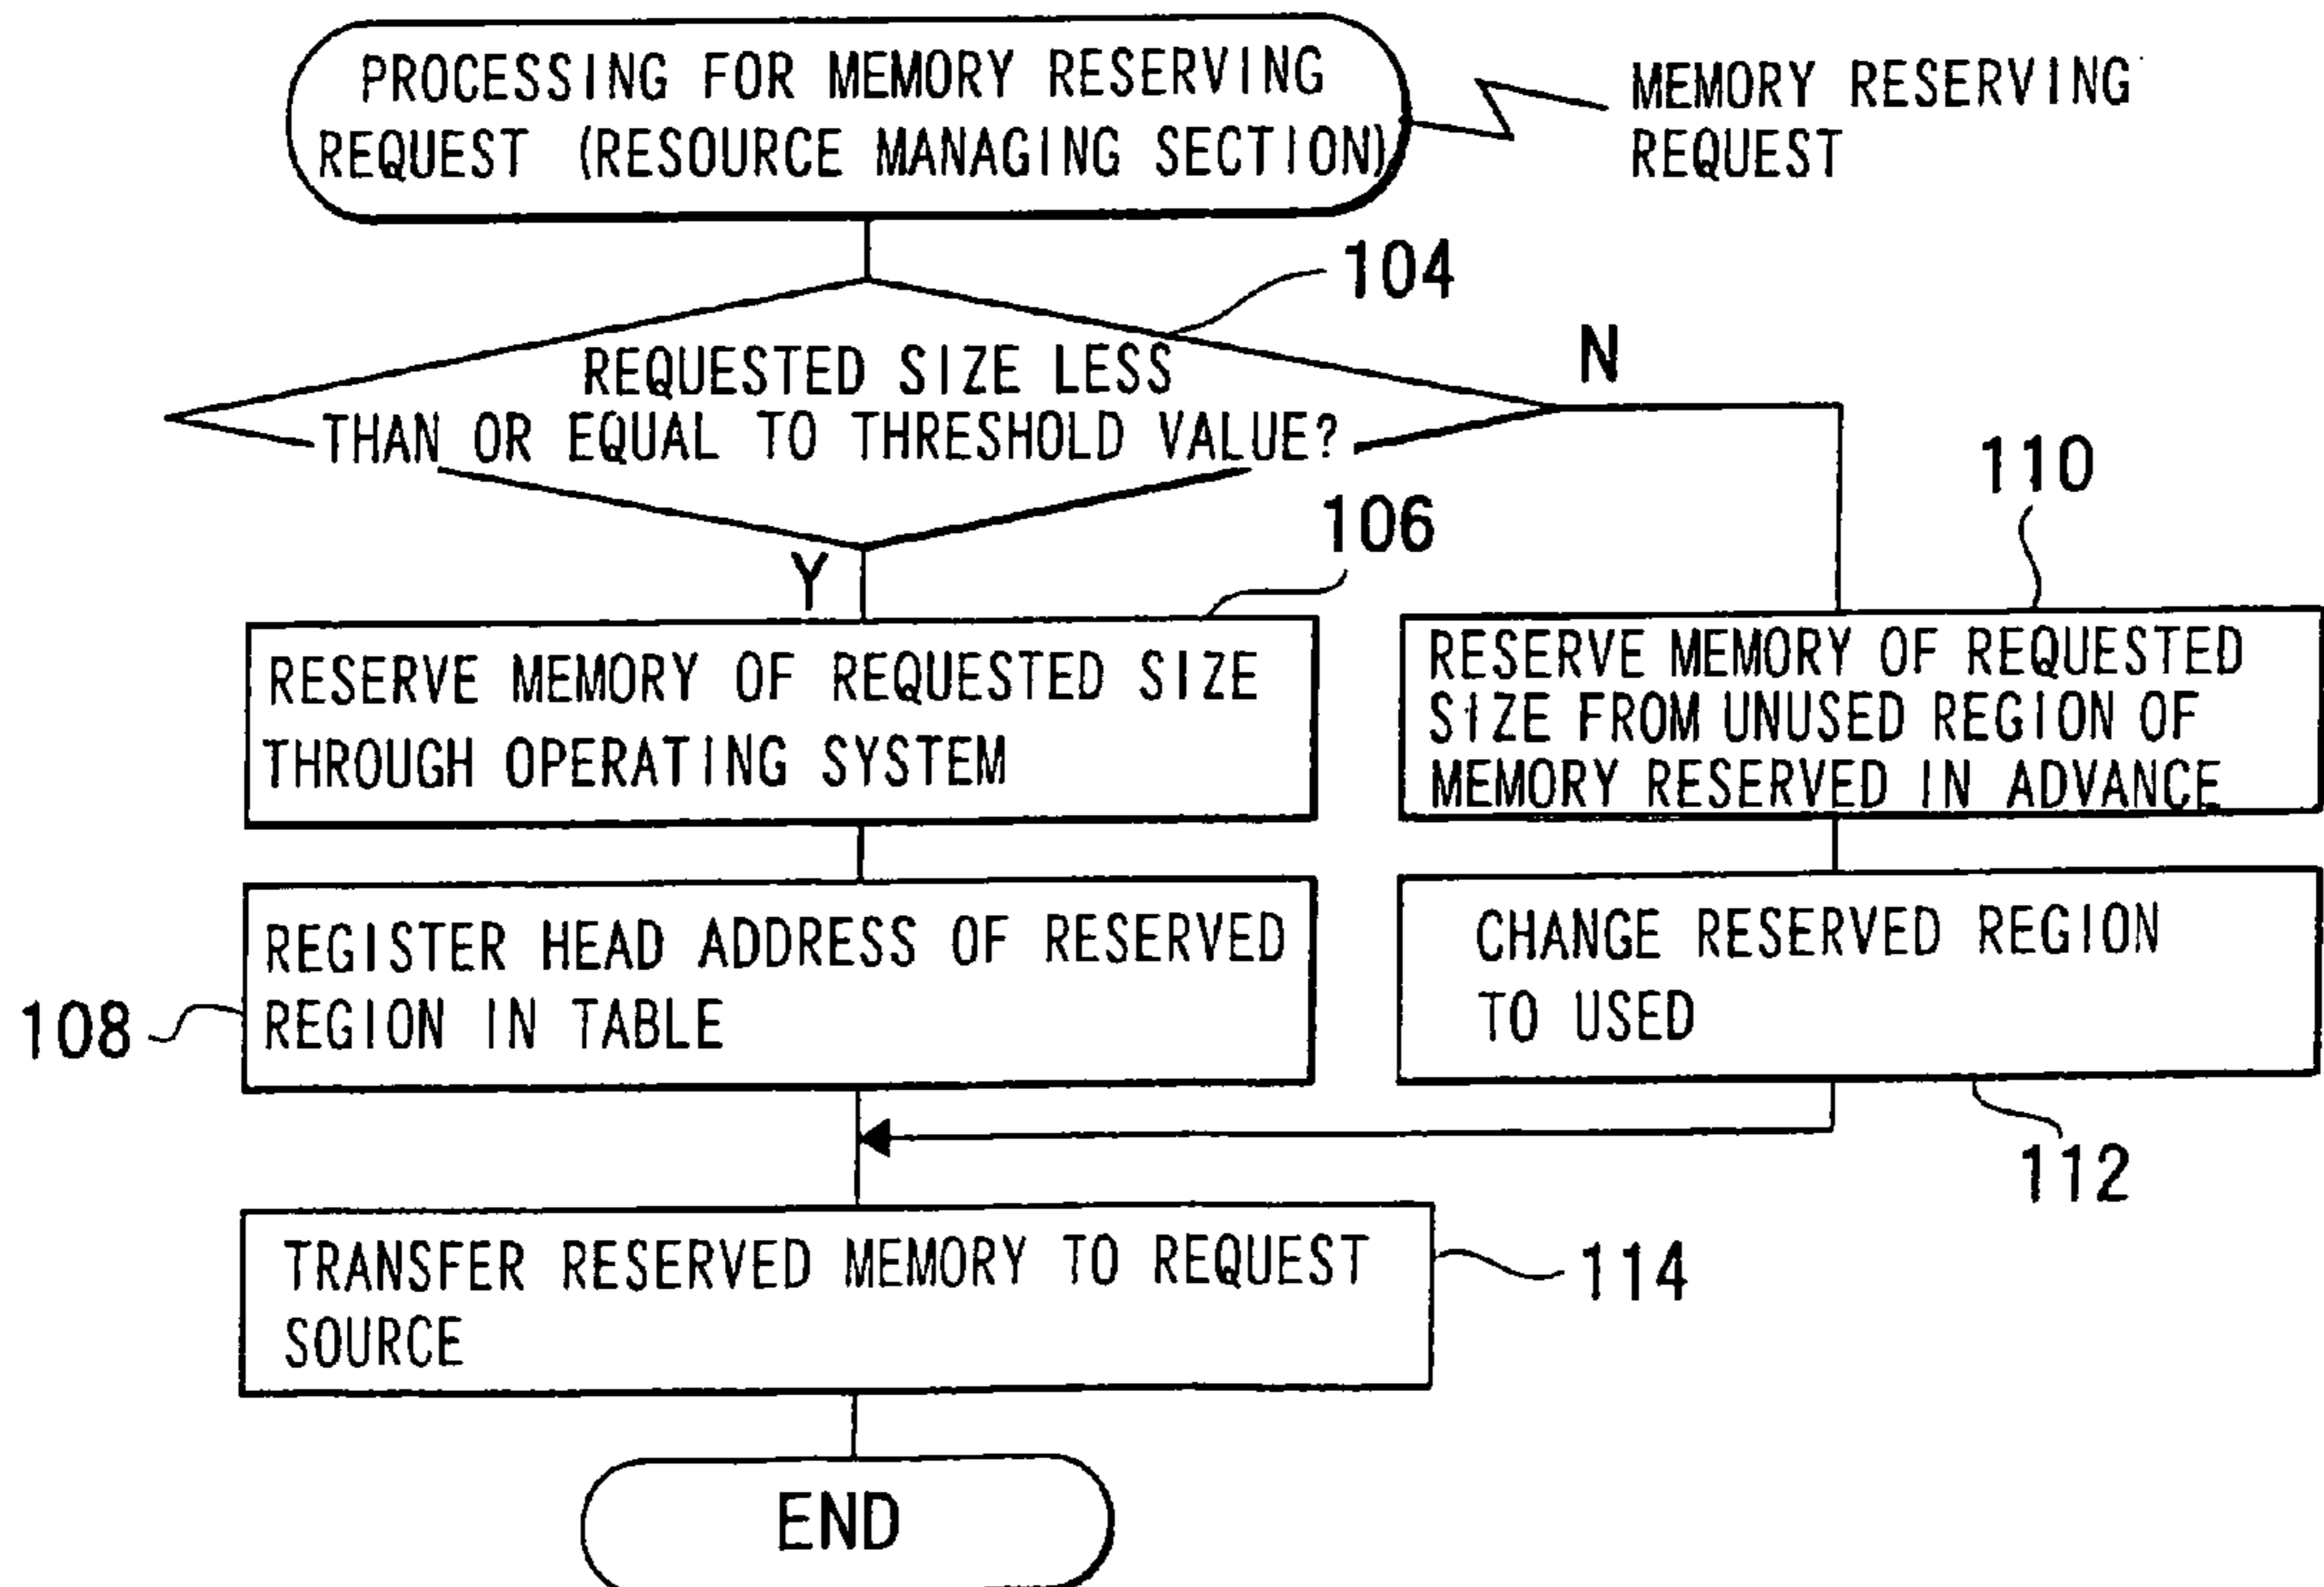 PROCESSING FOR MEMORY RESERVING
REQUEST (RESOURCE MANAGING SECTION)
MEMORY RESERVING
REQUEST
104
REQUESTED SIZE LESS
THAN OR EQUAL TO THRESHOLD VALUE?
N
Y
106
110
RESERVE MEMORY OF REQUESTED SIZE
THROUGH OPERATING SYSTEM
RESERVE MEMORY OF REQUESTED
SIZE FROM UNUSED REGION OF
MEMORY RESERVED IN ADVANCE
108
REGISTER HEAD ADDRESS OF RESERVED
REGION IN TABLE
CHANGE RESERVED REGION
TO USED
112
TRANSFER RESERVED MEMORY TO REQUEST
SOURCE
114
END